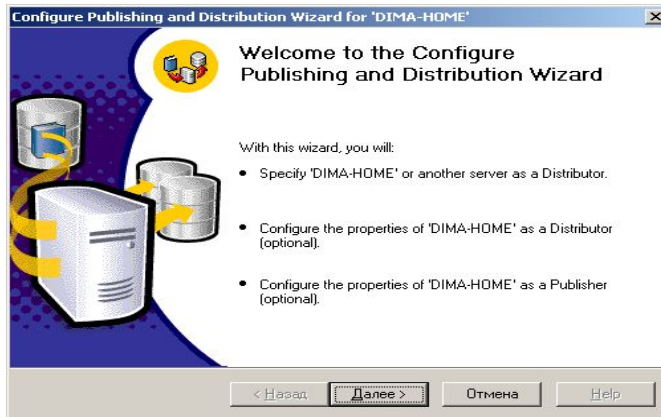 Configure Publishing and Distribution Wizard for 'DIMA-HOME'
Welcome to the Configure
Publishing and Distribution Wizard
With this wizard, you will:
• Specify 'DIMA-HOME' or another server as a Distributor.
• Configure the properties of 'DIMA-HOME' as a Distributor
(optional).
• Configure the properties of 'DIMA-HOME' as a Publisher
(optional).
< Назад Далее > Отмена Help